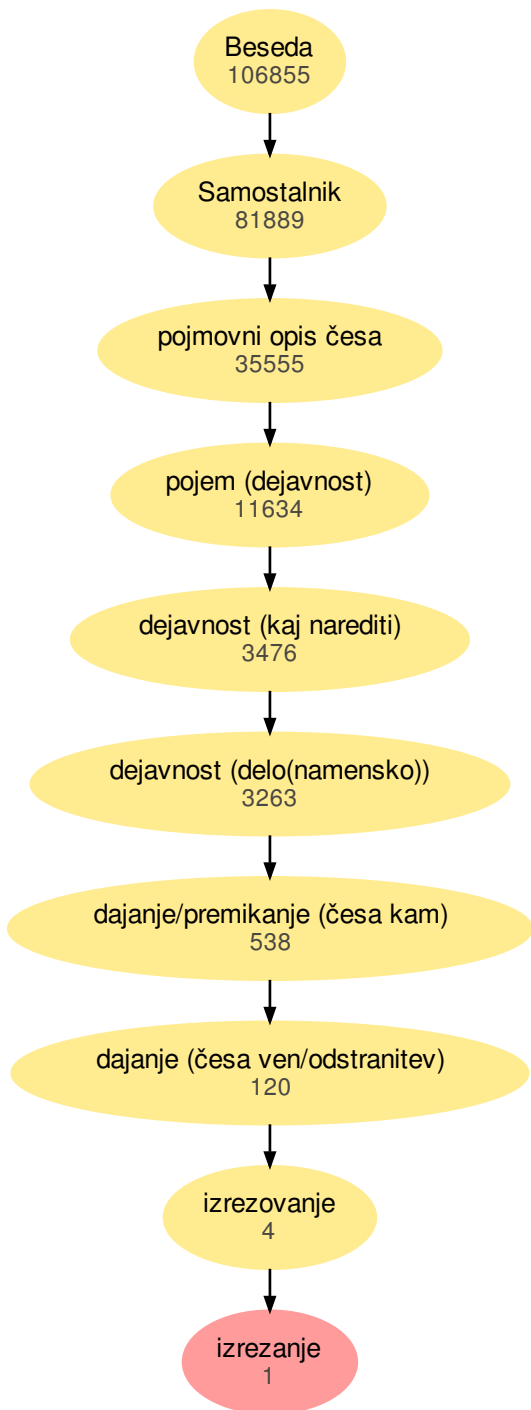 Beseda
106855
Samostalnik
81889
pojmovni opis česa
35555
pojem (dejavnost)
11634
dejavnost (kaj narediti)
3476
dejavnost (delo(namensko))
3263
dajanje/premikanje (česa kam)
538
dajanje (česa ven/odstranitev)
120
izrezovanje
4
izrezanje
1